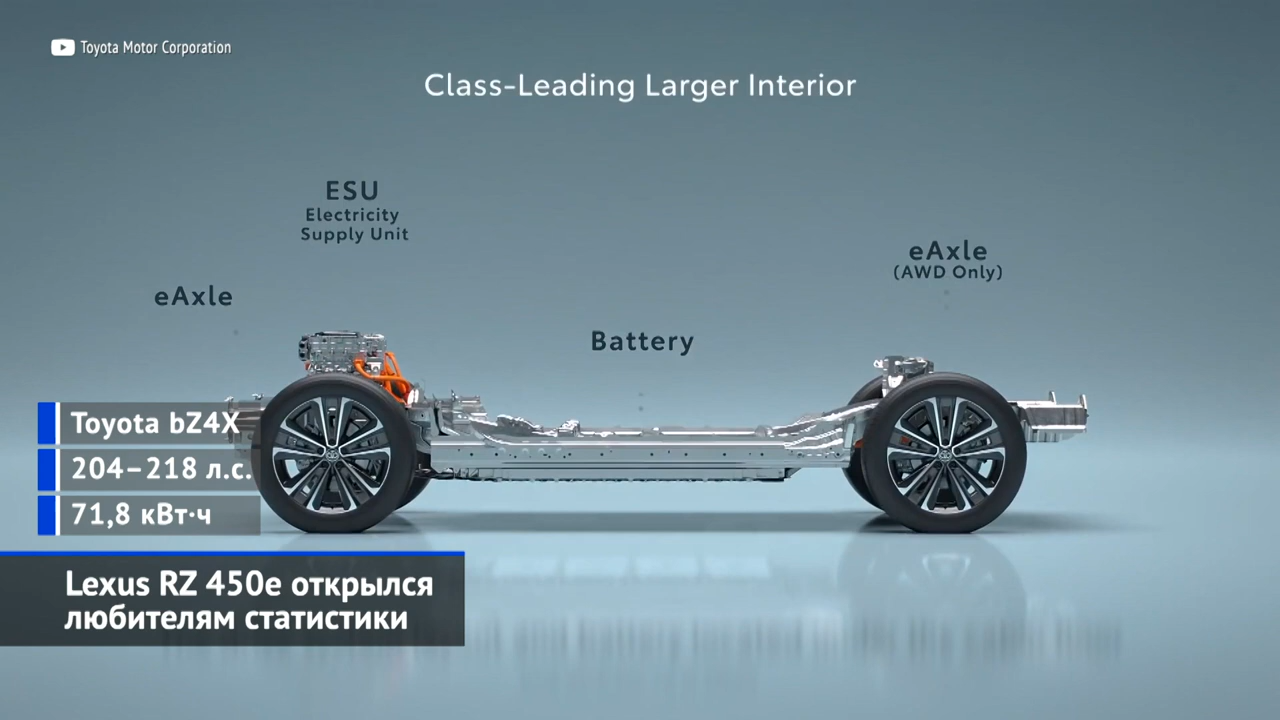 Toyota Motor Corporation
Class-Leading Larger Interior
ESU
Electricity
Supply Unit
eAxle
(AWD Only)
eAxle
Battery
Toyota bZ4X
204–218 л.с.
71,8 кВт·ч
Lexus RZ 450e открылся
любителям статистики